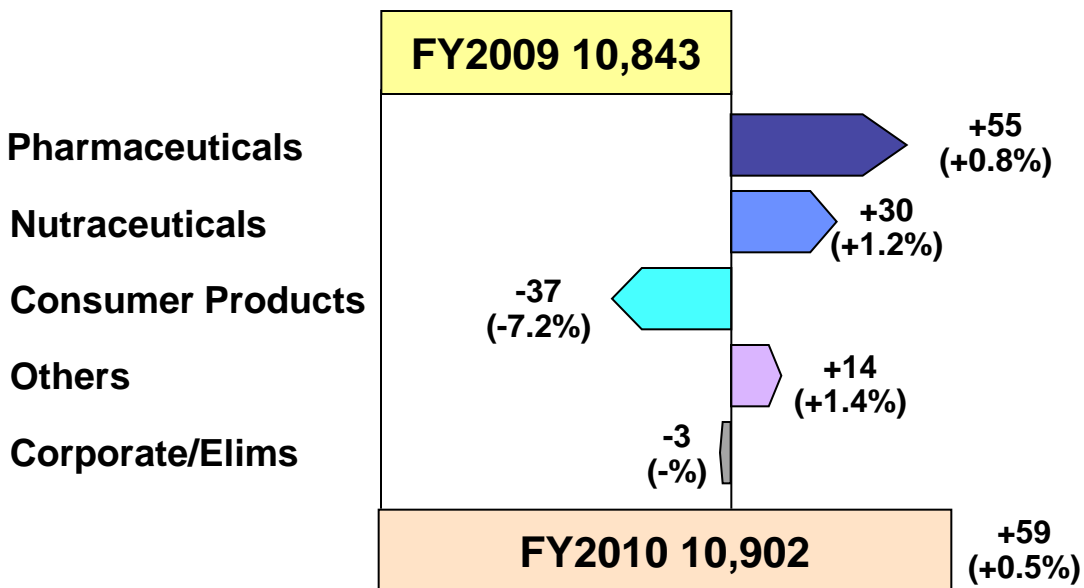 FY2009 10,843
Pharmaceuticals
+55
(+0.8%)
Nutraceuticals
+30
(+1.2%)
Consumer Products
-37
(-7.2%)
Others
+14
(+1.4%)
Corporate/Elims
-3
(-%)
FY2010 10,902
+59
(+0.5%)